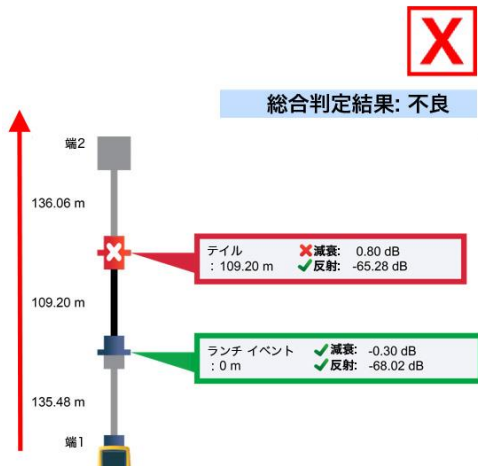 X
総合判定結果: 不良
端2
136.06 m
テイル 減衰: 0.80 dB
: 109.20 m 反射: -65.28 dB
109.20 m
ランチ イベント 減衰: -0.30 dB
: 0 m 反射: -68.02 dB
135.48 m
端1